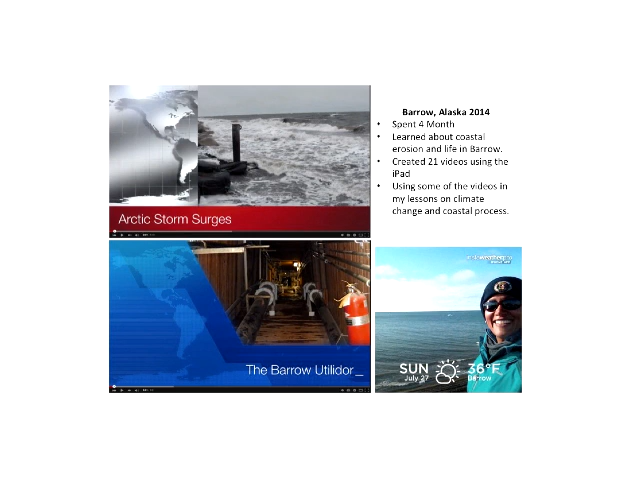 Barrow, Alaska 2014
• Spent 4 Month
• Learned about coastal
erosion and life in Barrow.
• Created 21 videos using the
iPad
• Using some of the videos in
my lessons on climate
change and coastal process.
Arctic Storm Surges
The Barrow Utilidor_
SUN
July 27
36°F
Barrow